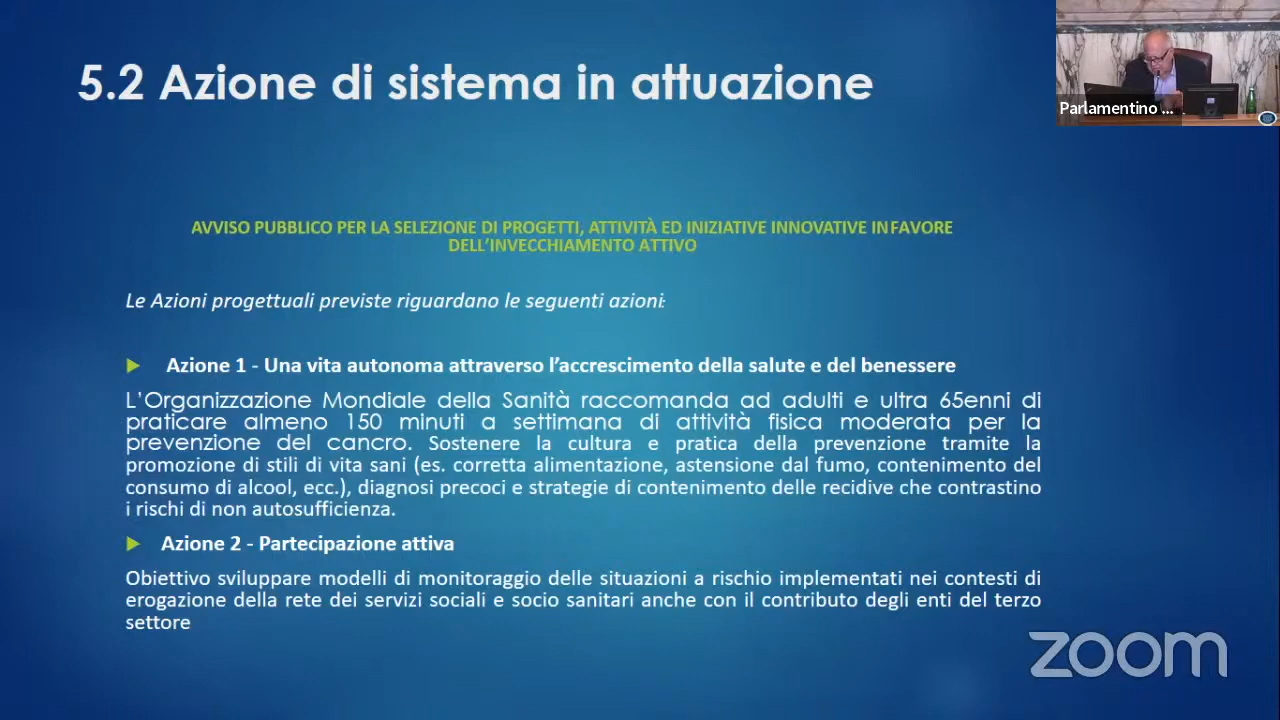 5.2 Azione di sistema in attuazione
Parlamentino ...
AVVISO PUBBLICO PER LA SELEZIONE DI PROGETTI, ATTIVITÀ ED INIZIATIVE INNOVATIVE IN FAVORE
DELL’INVECCHIAMENTO ATTIVO
Le Azioni progettuali previste riguardano le seguenti azioni:
Azione 1 - Una vita autonoma attraverso l’accrescimento della salute e del benessere
L’Organizzazione Mondiale della Sanità raccomanda ad adulti e ultra 65enni di
praticare almeno 150 minuti a settimana di attività fisica moderata per la
prevenzione del cancro. Sostenere la cultura e pratica della prevenzione tramite la
promozione di stili di vita sani (es. corretta alimentazione, astensione dal fumo, contenimento del
consumo di alcool, ecc.), diagnosi precoci e strategie di contenimento delle recidive che contrastino
i rischi di non autosufficienza.
Azione 2 - Partecipazione attiva
Obiettivo sviluppare modelli di monitoraggio delle situazioni a rischio implementati nei contesti di
erogazione della rete dei servizi sociali e socio sanitari anche con il contributo degli enti del terzo
settore
zoom